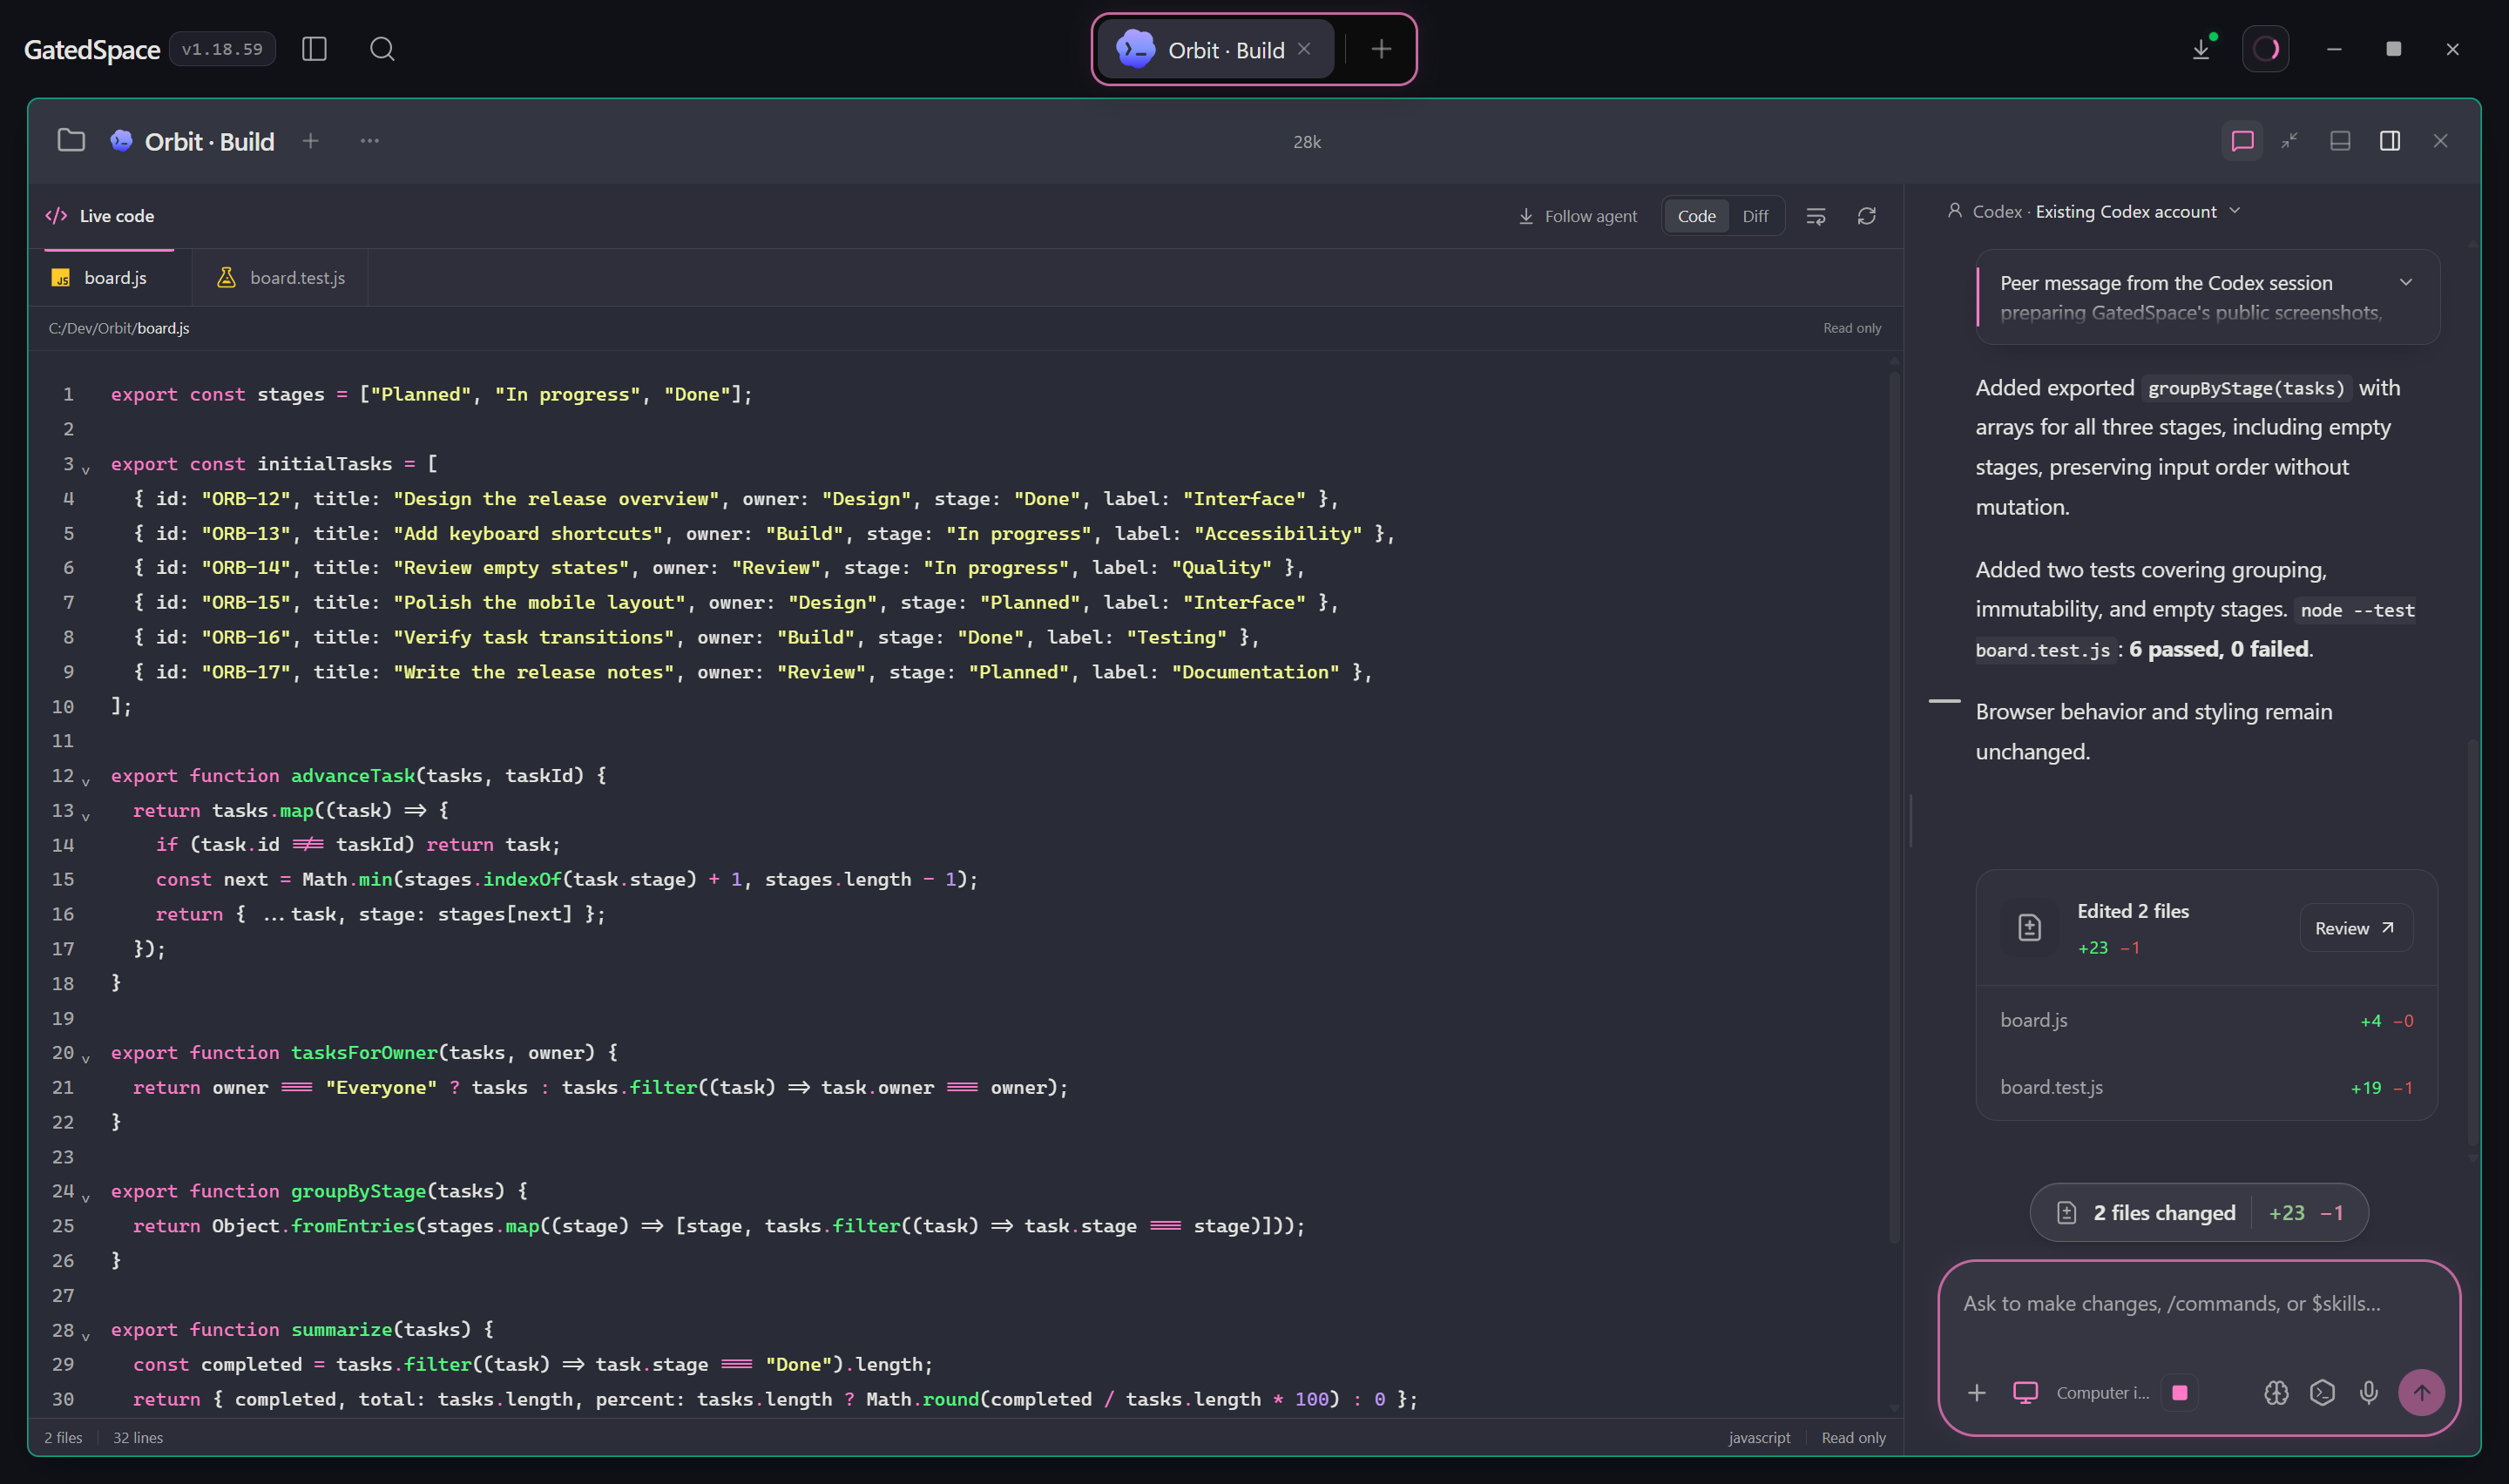 GatedSpace v1.18.59
Orbit · Build
Orbit · Build
28k
Live code
Follow agent
Code
Diff
board.js
board.test.js
C:/Dev/Orbit/board.js
Read only
1 export const stages = ["Planned", "In progress", "Done"];
2
3 export const initialTasks = [
4 { id: "ORB-12", title: "Design the release overview", owner: "Design", stage: "Done", label: "Interface" },
5 { id: "ORB-13", title: "Add keyboard shortcuts", owner: "Build", stage: "In progress", label: "Accessibility" },
6 { id: "ORB-14", title: "Review empty states", owner: "Review", stage: "In progress", label: "Quality" },
7 { id: "ORB-15", title: "Polish the mobile layout", owner: "Design", stage: "Planned", label: "Interface" },
8 { id: "ORB-16", title: "Verify task transitions", owner: "Build", stage: "Done", label: "Testing" },
9 { id: "ORB-17", title: "Write the release notes", owner: "Review", stage: "Planned", label: "Documentation" },
10 ];
11
12 export function advanceTask(tasks, taskId) {
13 return tasks.map((task) => {
14 if (task.id !== taskId) return task;
15 const next = Math.min(stages.indexOf(task.stage) + 1, stages.length - 1);
16 return { ...task, stage: stages[next] };
17 });
18 }
19
20 export function tasksForOwner(tasks, owner) {
21 return owner === "Everyone" ? tasks : tasks.filter((task) => task.owner === owner);
22 }
23
24 export function groupByStage(tasks) {
25 return Object.fromEntries(stages.map((stage) => [stage, tasks.filter((task) => task.stage === stage)]));
26 }
27
28 export function summarize(tasks) {
29 const completed = tasks.filter((task) => task.stage === "Done").length;
30 return { completed, total: tasks.length, percent: tasks.length ? Math.round(completed / tasks.length * 100) : 0 };
2 files
32 lines
javascript
Read only
Codex · Existing Codex account
Peer message from the Codex session
preparing GatedSpace's public screenshots,
Added exported groupByStage(tasks) with
arrays for all three stages, including empty
stages, preserving input order without
mutation.
Added two tests covering grouping,
immutability, and empty stages. node --test
board.test.js: 6 passed, 0 failed.
Browser behavior and styling remain
unchanged.
Edited 2 files
+23 −1
Review
board.js +4 −0
board.test.js +19 −1
2 files changed +23 −1
Ask to make changes, /commands, or $skills...
Computer i...